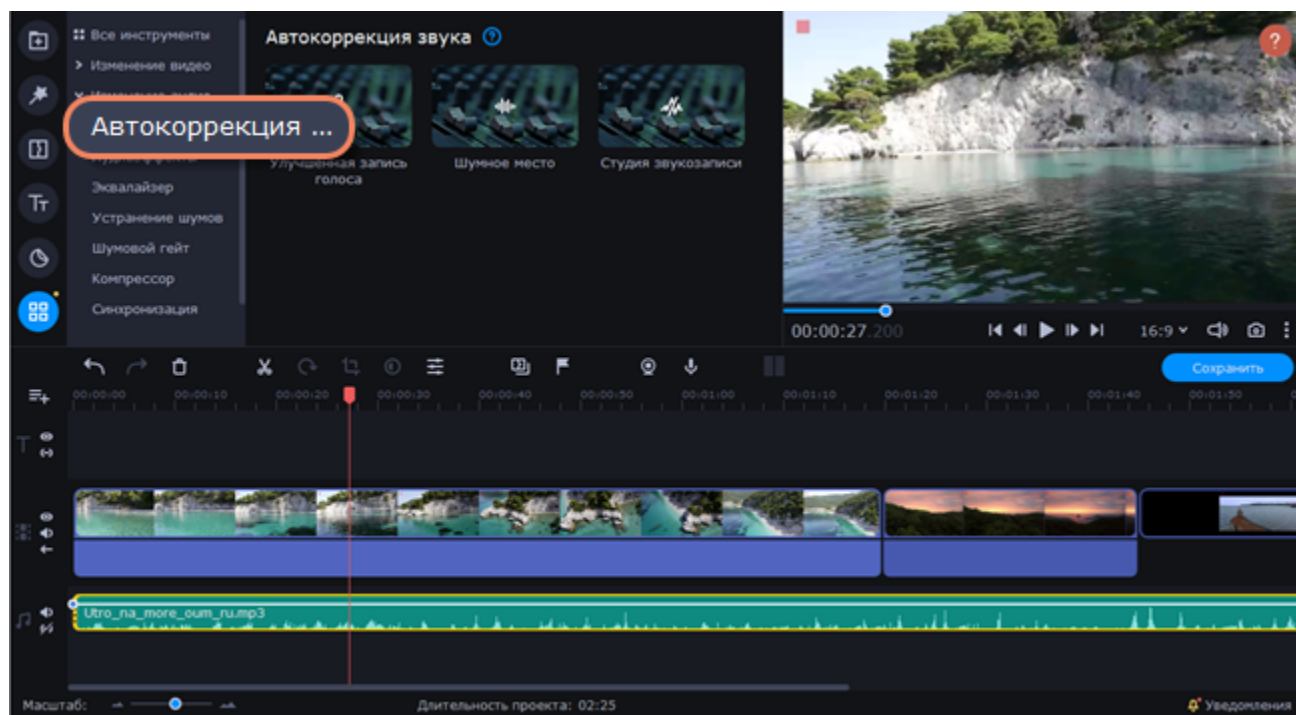 Все инструменты
Изменение видео
Автокоррекция ...
Эквалайзер
Устранение шумов
Шумовой гейт
Компрессор
Синхронизация
Автокоррекция звука ?
Улучшенная запись
голоса
Шумное место
Студия звукозаписи
?
00:00:27.200
16:9
Сохранить
00:00:00 00:00:10 00:00:20 00:00:30 00:00:40 00:00:50 00:01:00 00:01:10 00:01:20 00:01:30 00:01:40 00:01:50
Utro_na_more_oum_ru.mp3
Масштаб:
Длительность проекта: 02:25
Уведомления